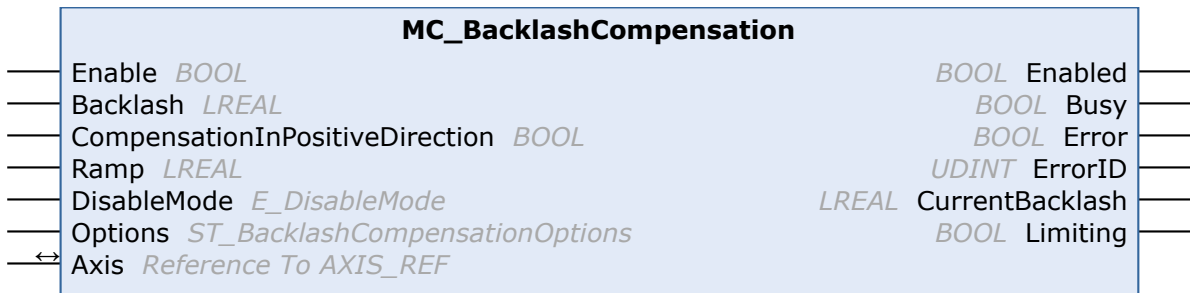 MC_BacklashCompensation
Enable BOOL BOOL Enabled
Backlash LREAL BOOL Busy
CompensationInPositiveDirection BOOL BOOL Error
Ramp LREAL UDINT ErrorID
DisableMode E_DisableMode LREAL CurrentBacklash
Options ST_BacklashCompensationOptions BOOL Limiting
↔ Axis Reference To AXIS_REF